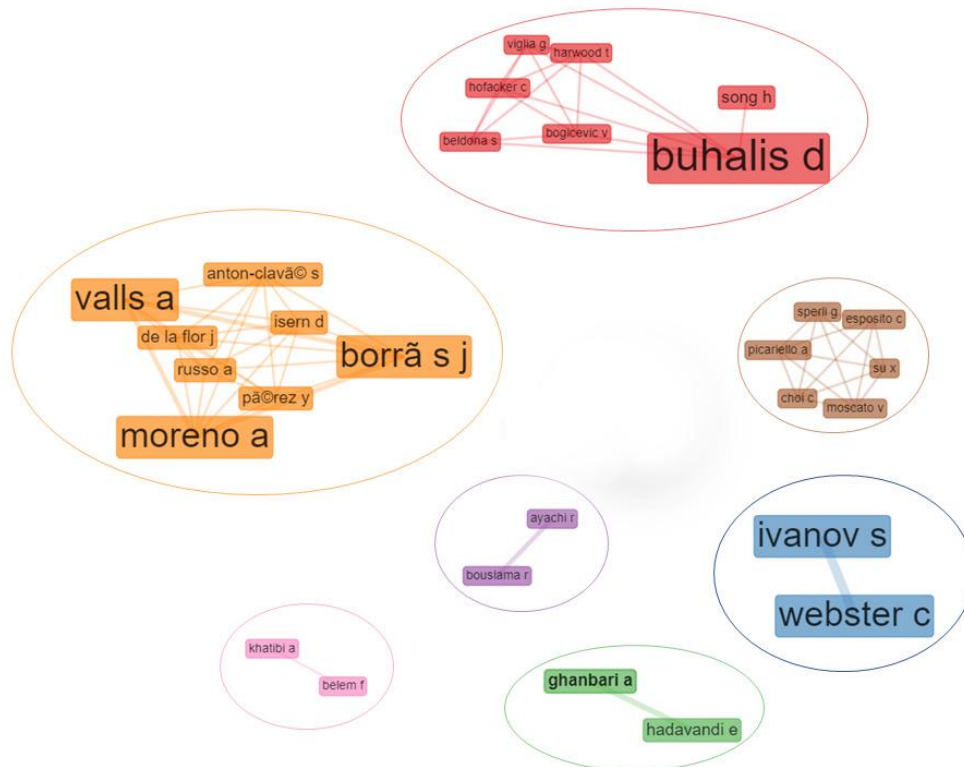 viglia g
harwood t
hofacker c
song h
beldona s
bogicevic v
buhalis d
anton-clavã© s
valls a
isern d
de la flor j
borrã s j
russo a
pã©rez y
moreno a
sperli g
esposito c
picariello a
su x
choi c
moscato v
ayachi r
bouslama r
ivanov s
webster c
khatibi a
belem f
ghanbari a
hadavandi e